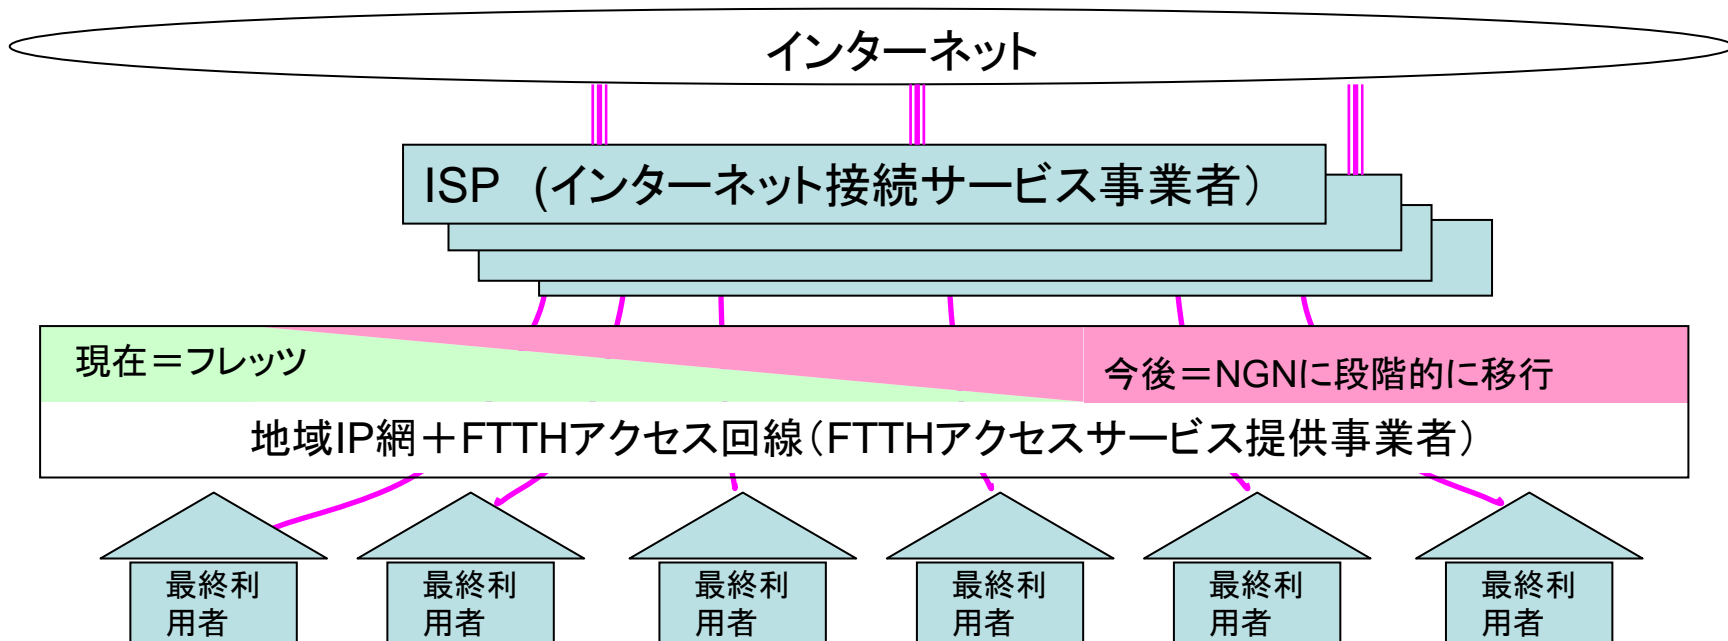 インターネット
ISP (インターネット接続サービス事業者)
現在=フレッツ
今後=NGNに段階的に移行
地域IP網+FTTHアクセス回線(FTTHアクセスサービス提供事業者)
最終利
用者
最終利
用者
最終利
用者
最終利
用者
最終利
用者
最終利
用者